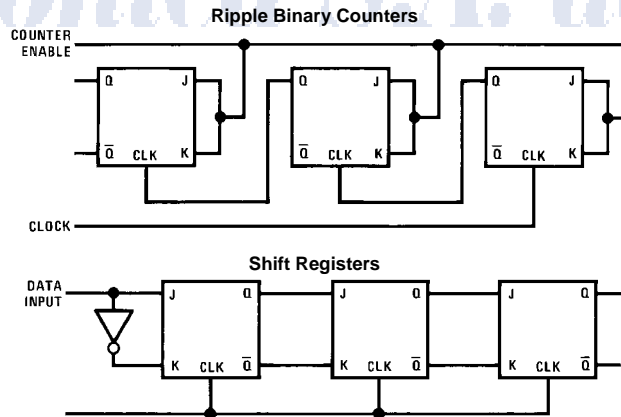 Ripple Binary Counters
COUNTER
ENABLE
Q J Q J Q J
Q̅ CLK K Q̅ CLK K Q̅ CLK K
CLOCK
Shift Registers
DATA
INPUT
J Q J Q J Q
K CLK Q̅ K CLK Q̅ K CLK Q̅